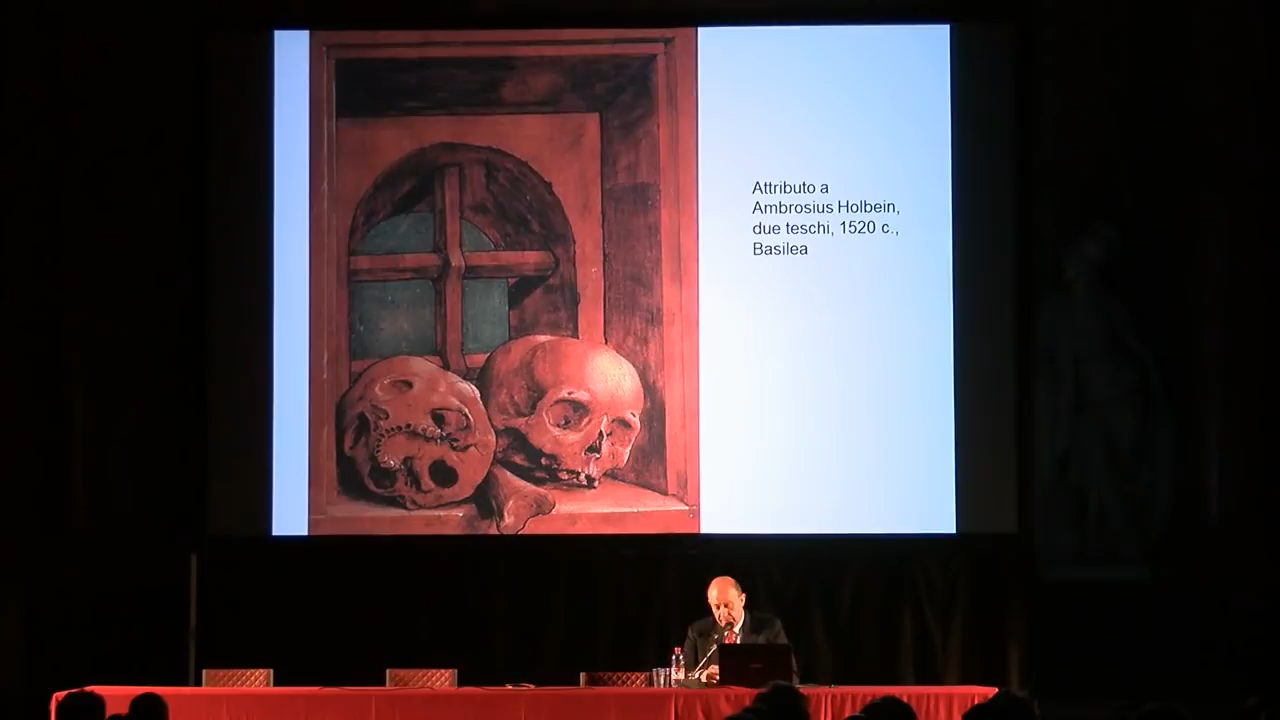 Attributo a
Ambrosius Holbein,
due teschi, 1520 c.,
Basilea